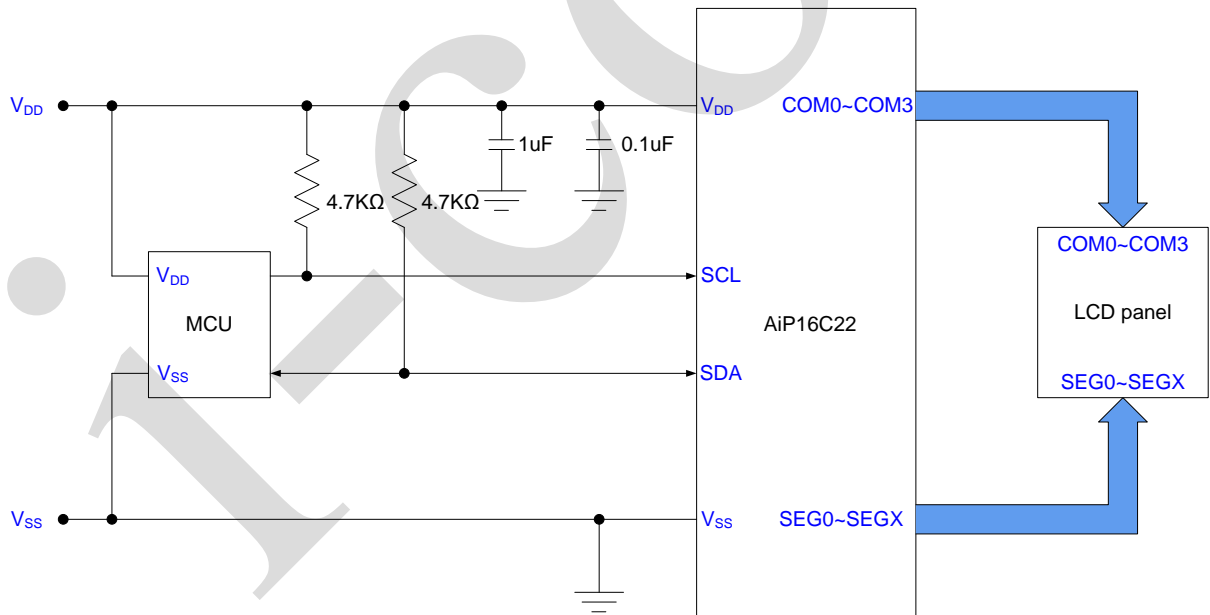 VDD
VDD
COM0~COM3
1uF
0.1uF
4.7KΩ
4.7KΩ
COM0~COM3
VDD
SCL
MCU
AiP16C22
LCD panel
VSS
SDA
SEG0~SEGX
VSS
VSS
SEG0~SEGX